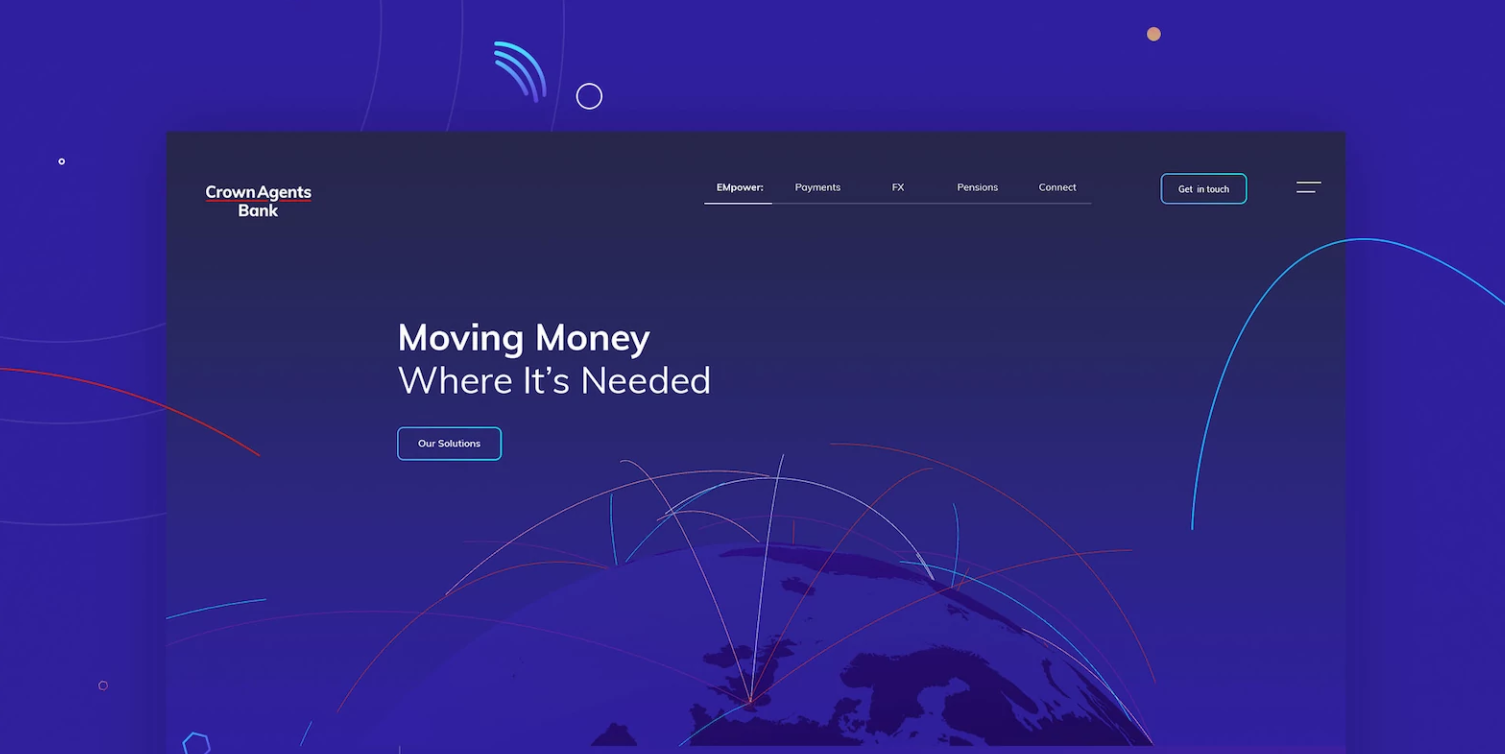 Crown Agents
Bank
EMpower: Payments FX Pensions Connect
Get in touch
Moving Money
Where It's Needed
Our Solutions